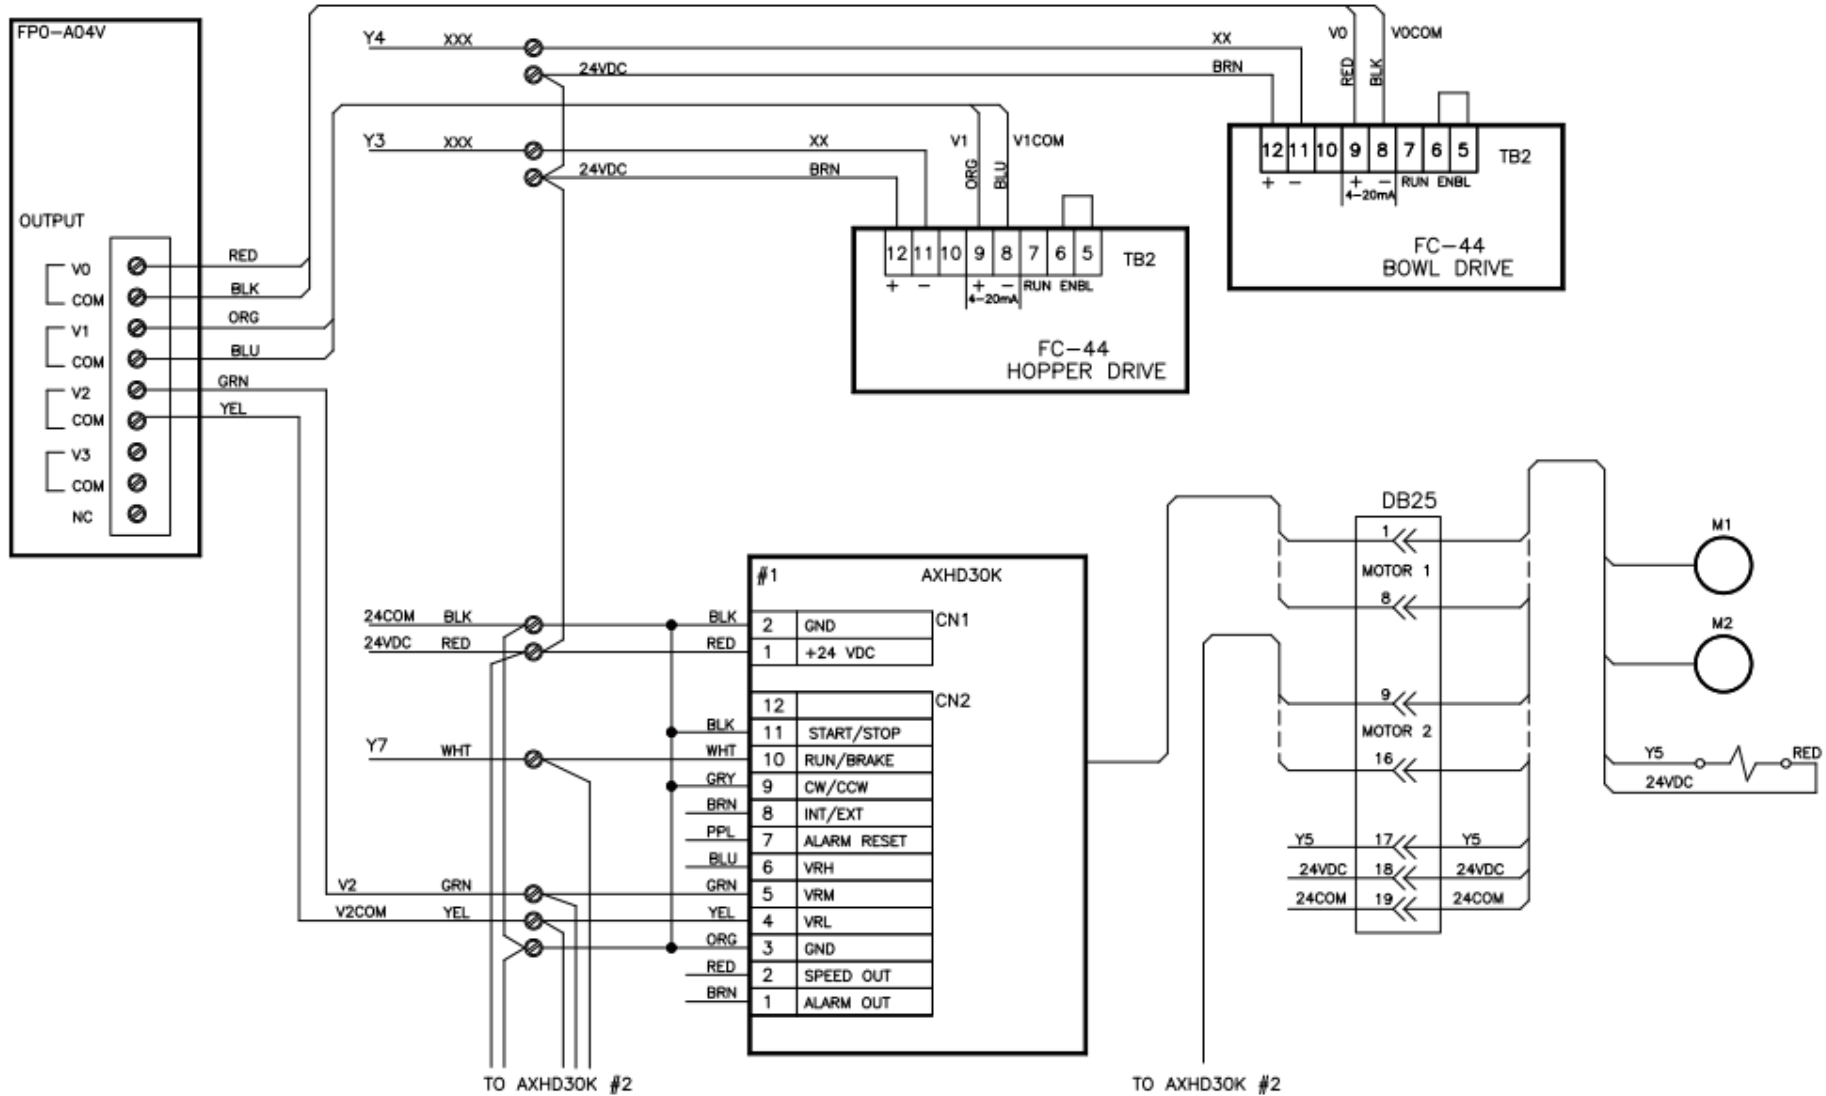 FP0-A04V
OUTPUT
V0
COM
V1
COM
V2
COM
V3
COM
NC
RED
BLK
ORG
BLU
GRN
YEL
Y4 XXX XX
24VDC BRN
V0 V0COM
RED
BLK
Y3 XXX XX
24VDC BRN
V1 V1COM
ORG
BLU
12 11 10 9 8 7 6 5 TB2
+ - + - RUN ENBL
4-20mA
FC-44
BOWL DRIVE
12 11 10 9 8 7 6 5 TB2
+ - + - RUN ENBL
4-20mA
FC-44
HOPPER DRIVE
#1 AXHD30K
24COM BLK BLK 2 GND CN1
24VDC RED RED 1 +24 VDC
12 CN2
BLK 11 START/STOP
Y7 WHT WHT 10 RUN/BRAKE
GRY 9 CW/CCW
BRN 8 INT/EXT
PPL 7 ALARM RESET
BLU 6 VRH
V2 GRN GRN 5 VRM
V2COM YEL YEL 4 VRL
ORG 3 GND
RED 2 SPEED OUT
BRN 1 ALARM OUT
TO AXHD30K #2
TO AXHD30K #2
DB25
1
MOTOR 1
8
9
MOTOR 2
16
Y5 17 Y5
24VDC 18 24VDC
24COM 19 24COM
M1
M2
Y5 RED
24VDC